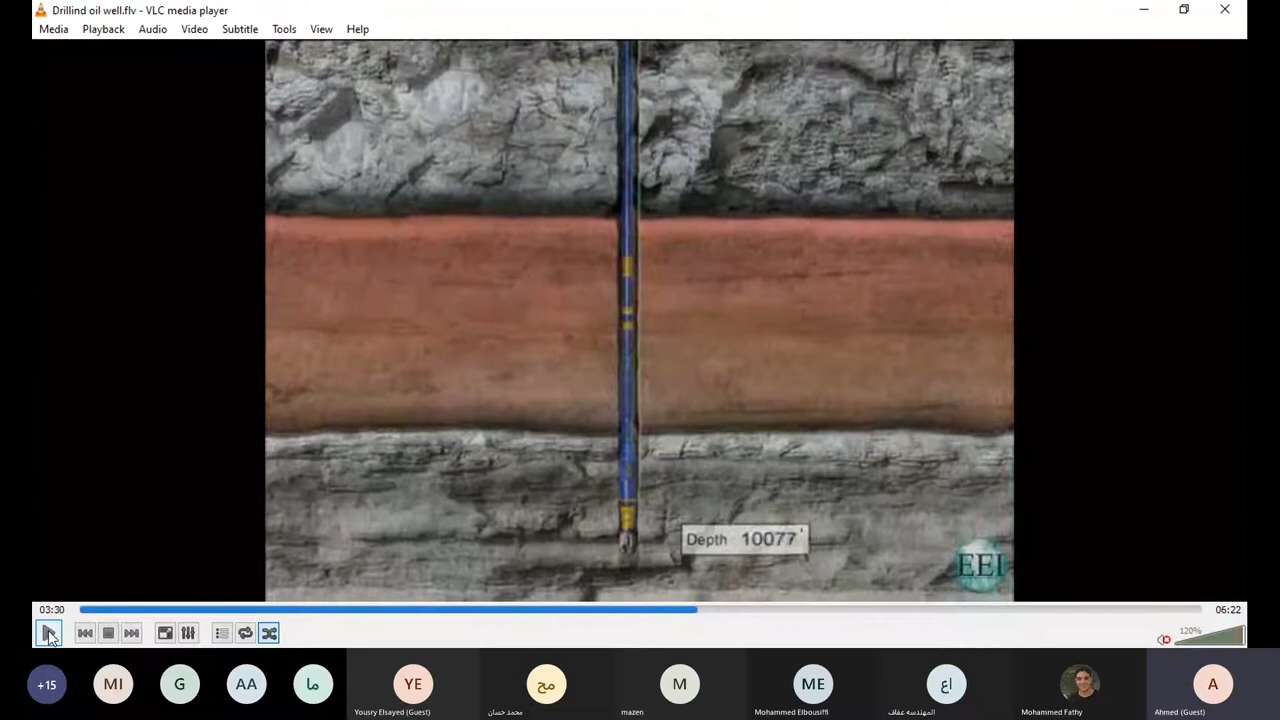 Drillind oil well.flv - VLC media player
Media Playback Audio Video Subtitle Tools View Help
Depth 10077'
EEI
03:30
06:22
120%
+15
MI
G
AA
ما
YE
Yousry Elsayed (Guest)
مح
محمد حسان
M
mazen
ME
Mohammed Elbousiffi
اع
المهندسه عفاف
Mohammed Fathy
A
Ahmed (Guest)